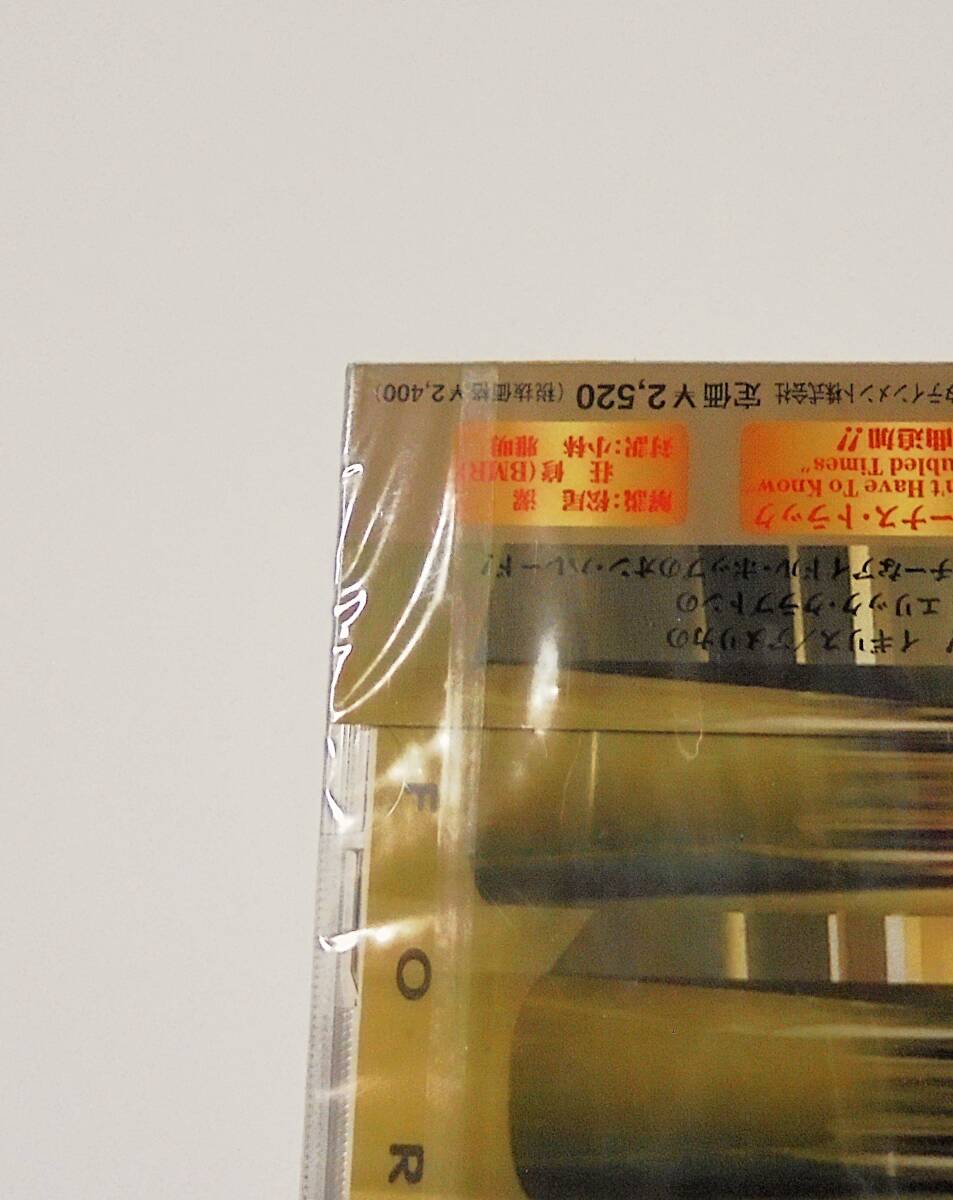 イギリス/アメリカの
エリック・クラプトンの
チーなアイドル・ポップのオン・パレード!
ーナス・トラック
n't Have To Know"
ubled Times"
曲追加!!
解説:松尾 潔
荘 修(BMR)
対訳:小林 雅明
タテインメント株式会社 定価￥2,520 (税抜価格￥2,400)
F
O
R